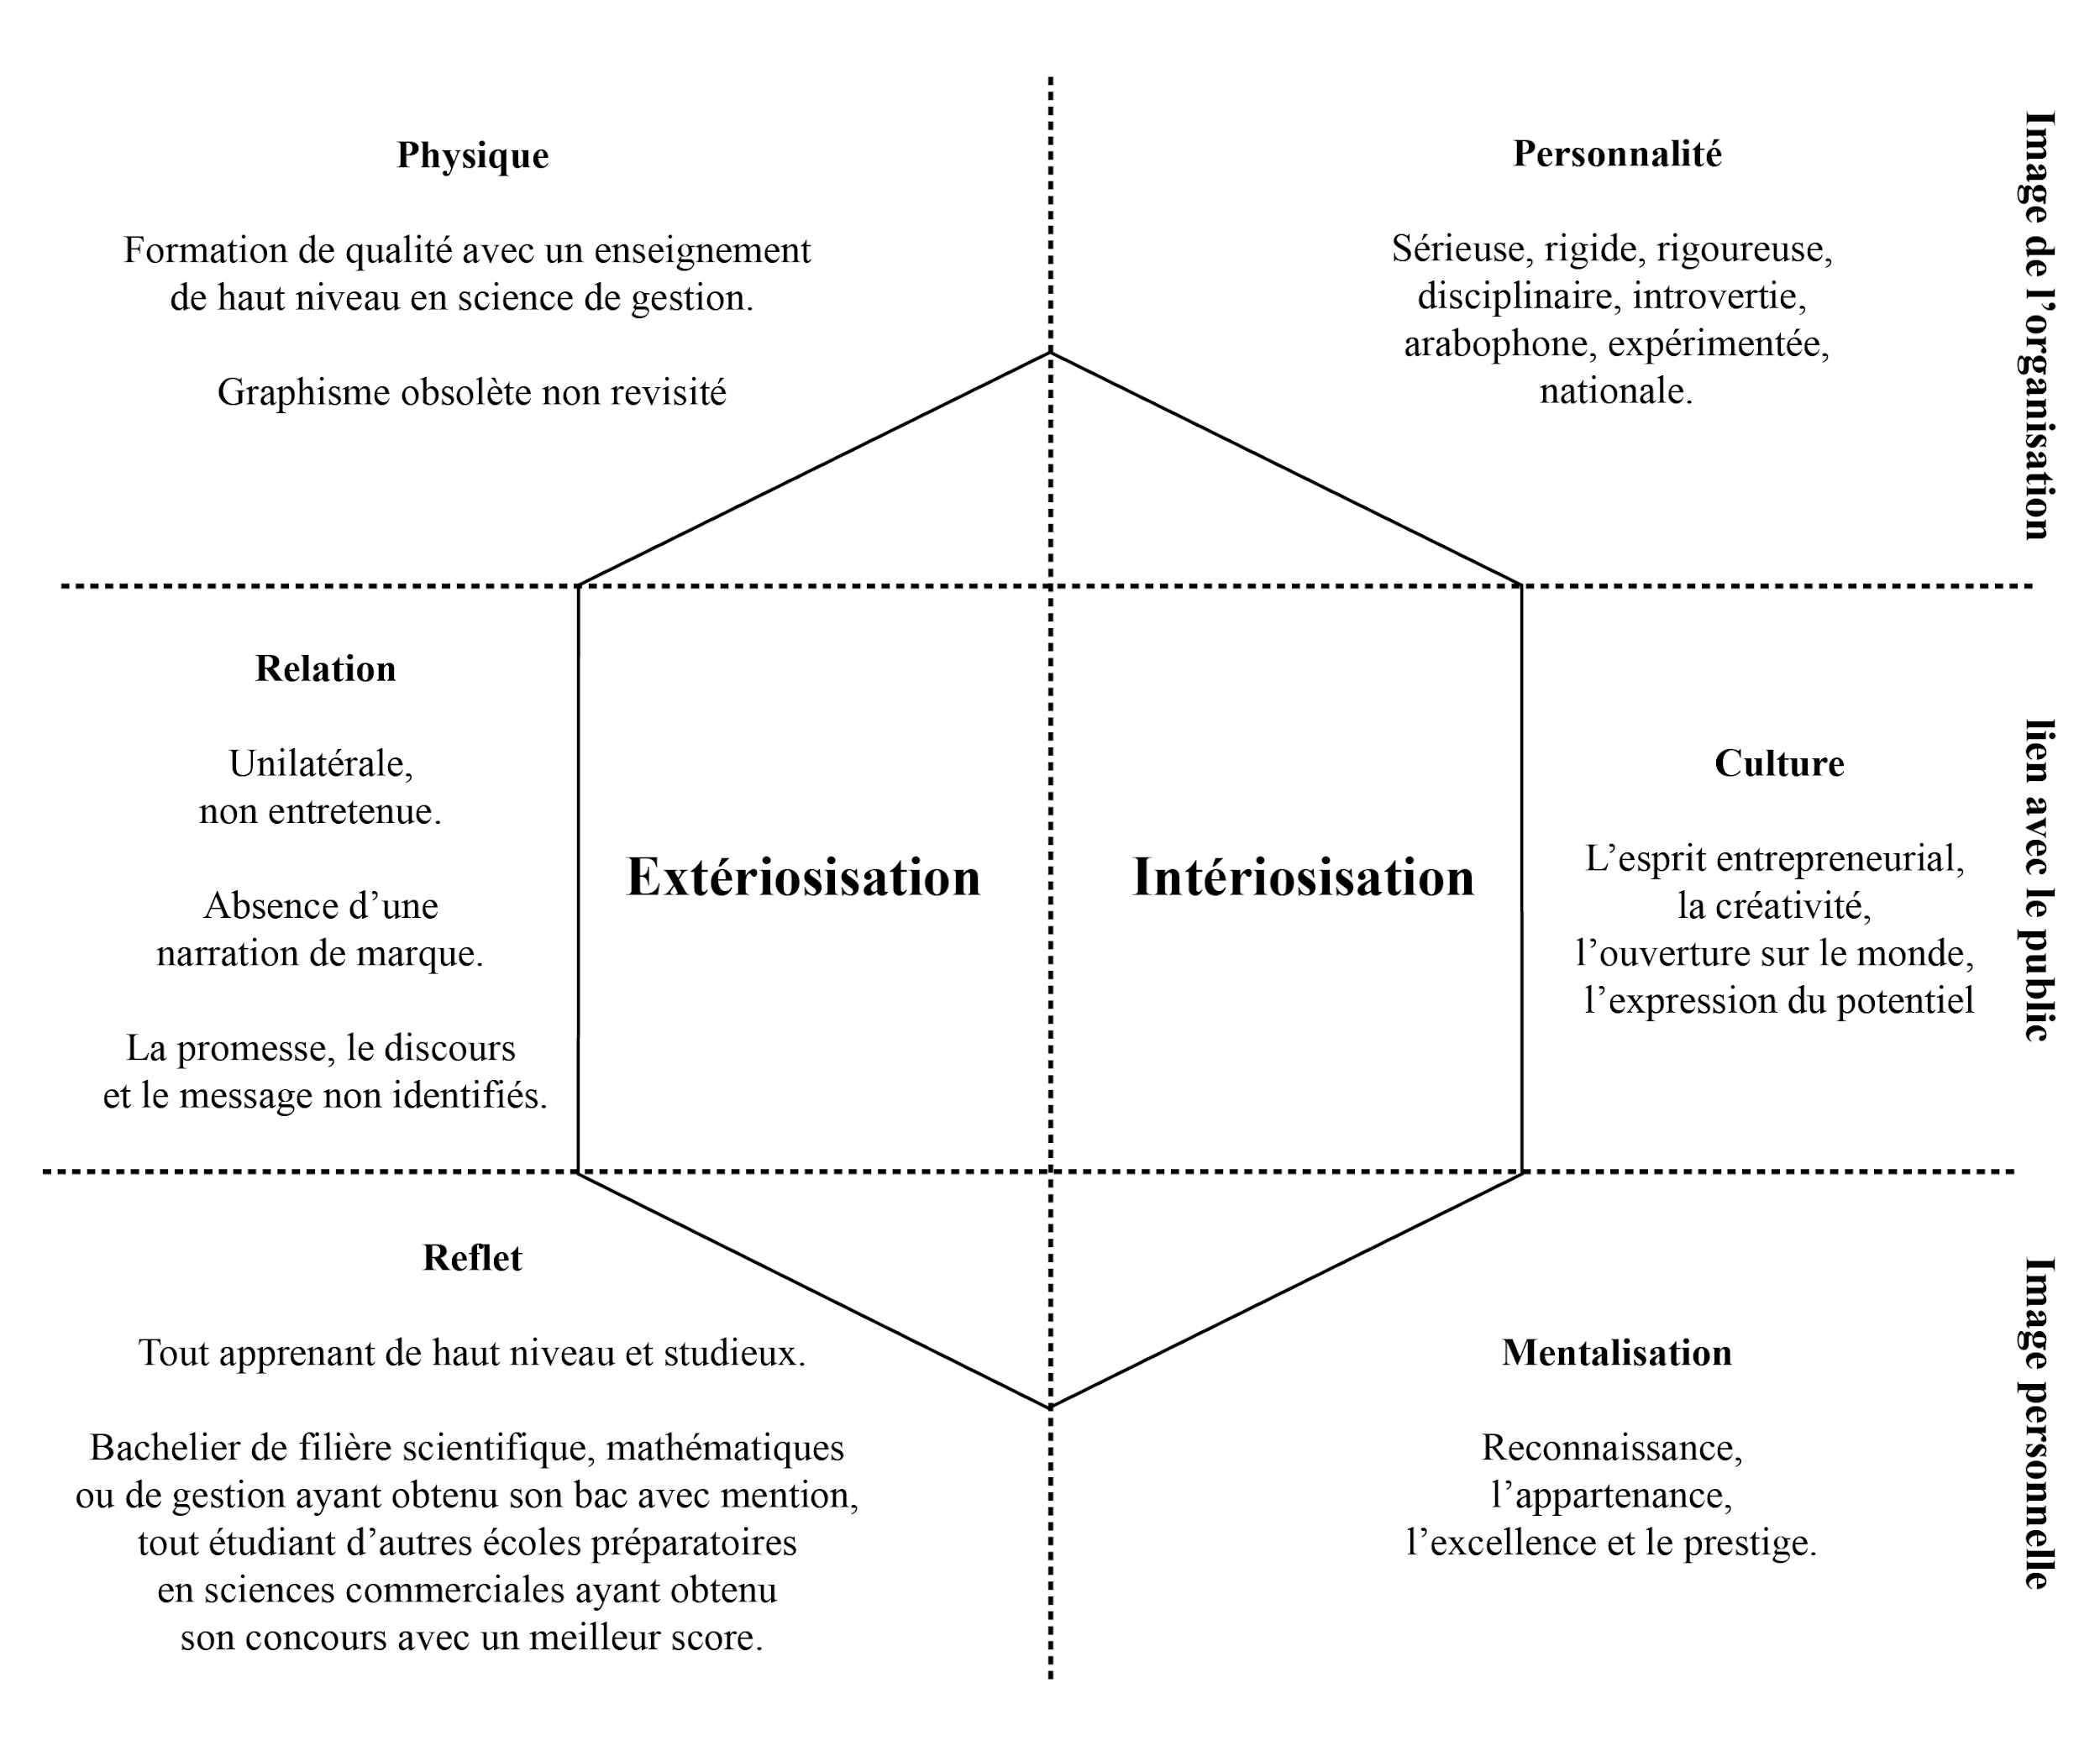 Physique
Formation de qualité avec un enseignement
de haut niveau en science de gestion.
Graphisme obsolète non revisité
Personnalité
Sérieuse, rigide, rigoureuse,
disciplinaire, introvertie,
arabophone, expérimentée,
nationale.
Image de l’organisation
Relation
Unilatérale,
non entretenue.
Absence d’une
narration de marque.
La promesse, le discours
et le message non identifiés.
Extériosisation
Intériosisation
Culture
L’esprit entrepreneurial,
la créativité,
l’ouverture sur le monde,
l’expression du potentiel
lien avec le public
Reflet
Tout apprenant de haut niveau et studieux.
Bachelier de filière scientifique, mathématiques
ou de gestion ayant obtenu son bac avec mention,
tout étudiant d’autres écoles préparatoires
en sciences commerciales ayant obtenu
son concours avec un meilleur score.
Mentalisation
Reconnaissance,
l’appartenance,
l’excellence et le prestige.
Image personnelle